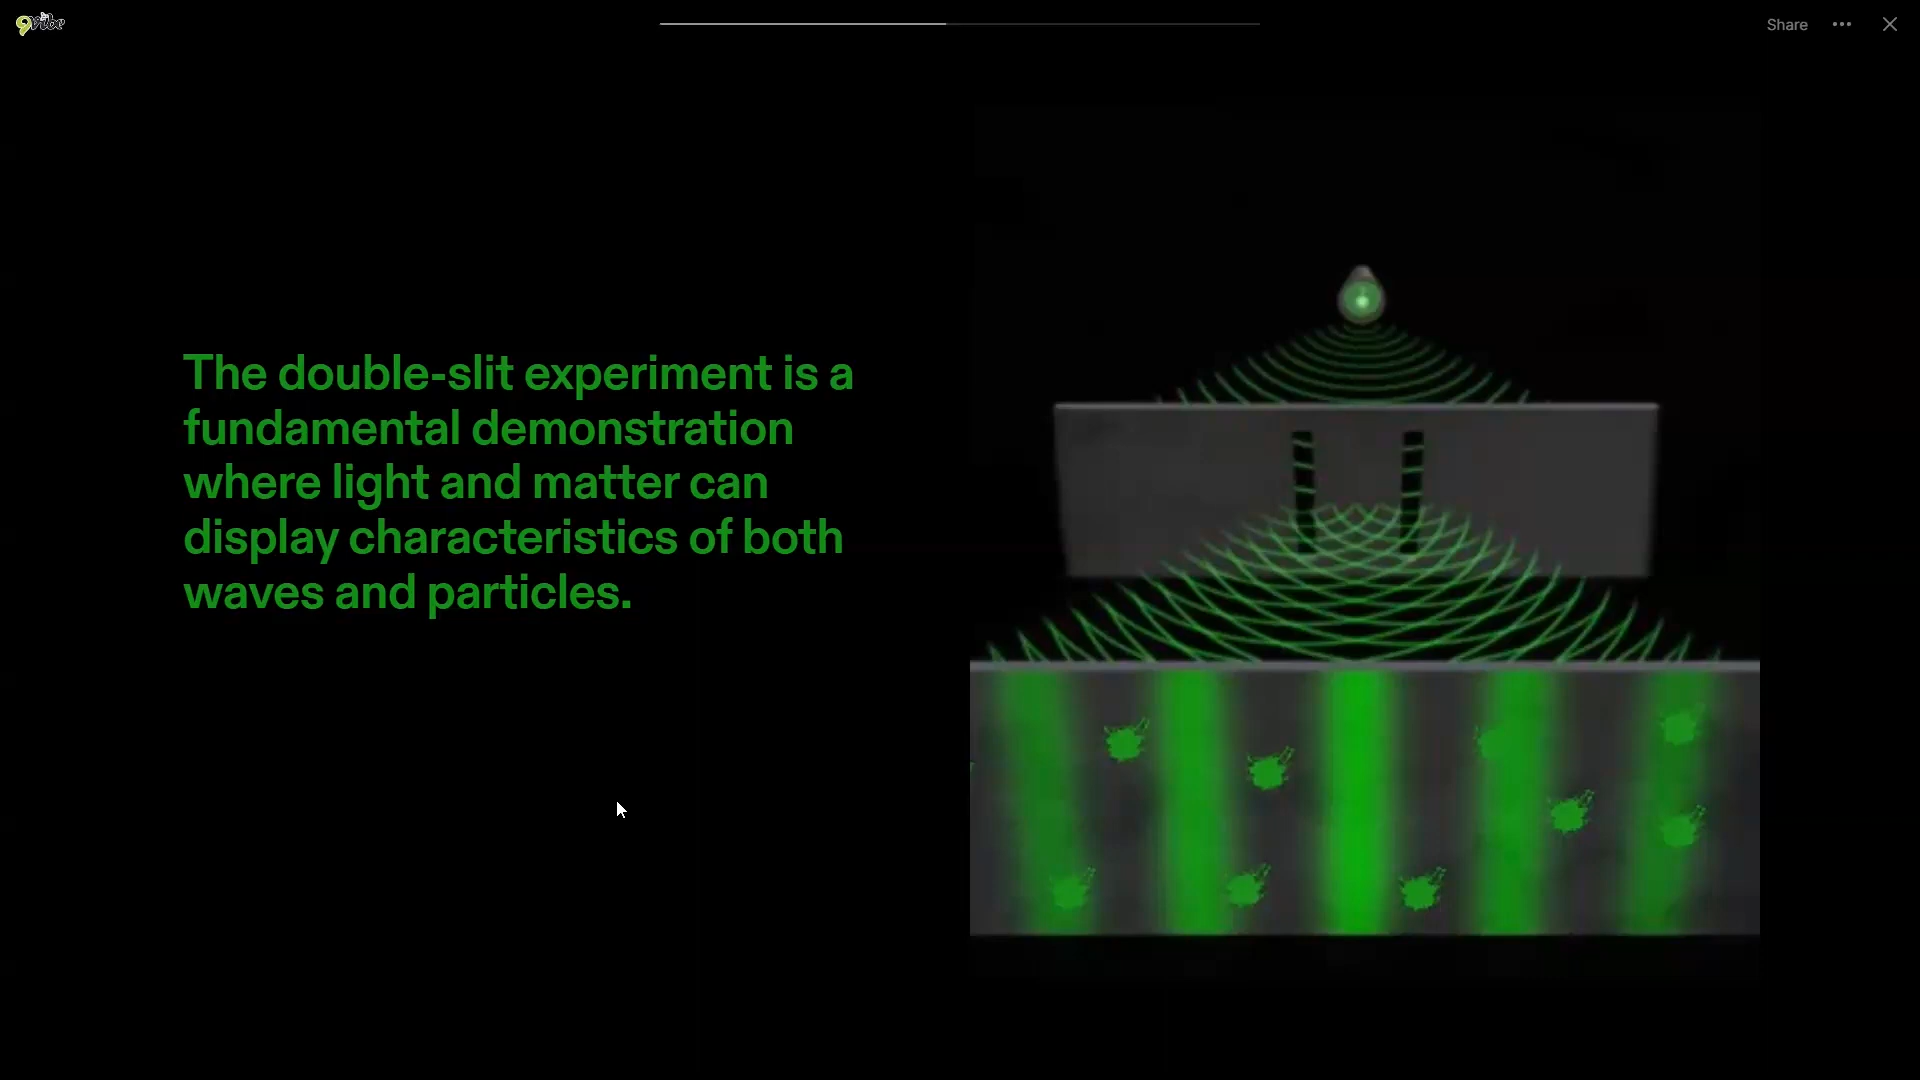 9Vibe
Share
The double-slit experiment is a
fundamental demonstration
where light and matter can
display characteristics of both
waves and particles.